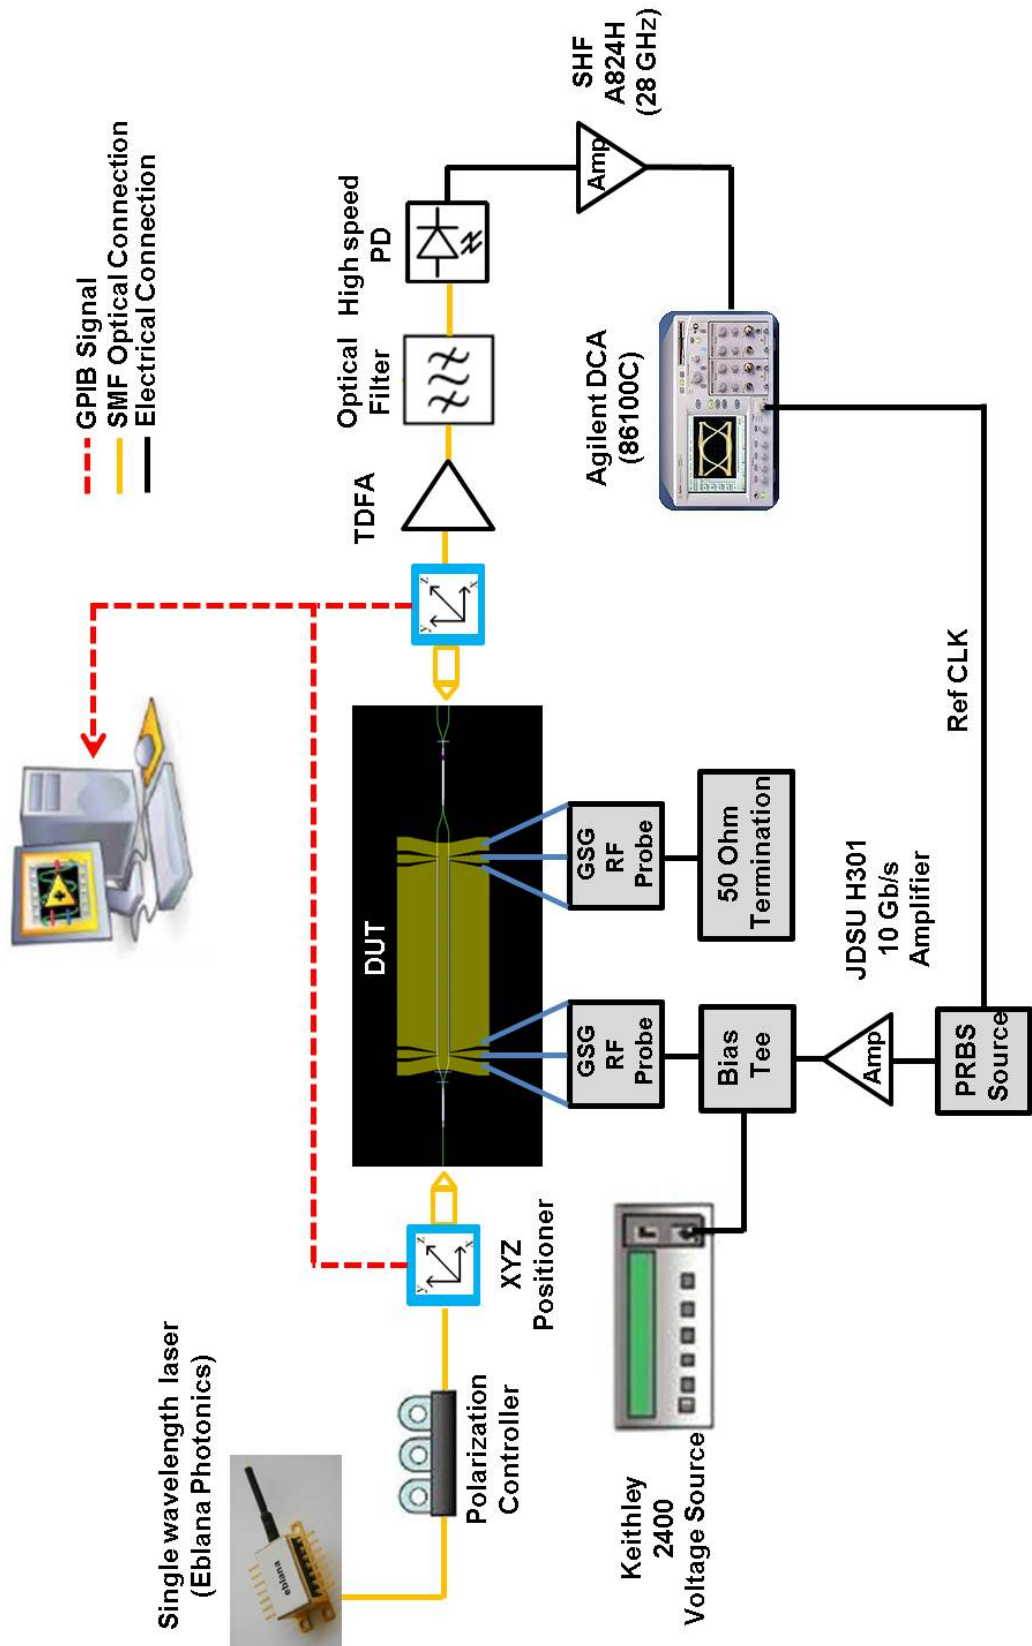 GPIB Signal
SMF Optical Connection
Electrical Connection
Single wavelength laser
(Eblana Photonics)
eblana
Polarization
Controller
XYZ
Positioner
y
z
x
DUT
y
z
x
TDFA
Optical
Filter
High speed
PD
Amp
SHF
A824H
(28 GHz)
Agilent DCA
(86100C)
Ref CLK
GSG
RF
Probe
GSG
RF
Probe
50 Ohm
Termination
Bias
Tee
Keithley
2400
Voltage Source
Amp
JDSU H301
10 Gb/s
Amplifier
PRBS
Source